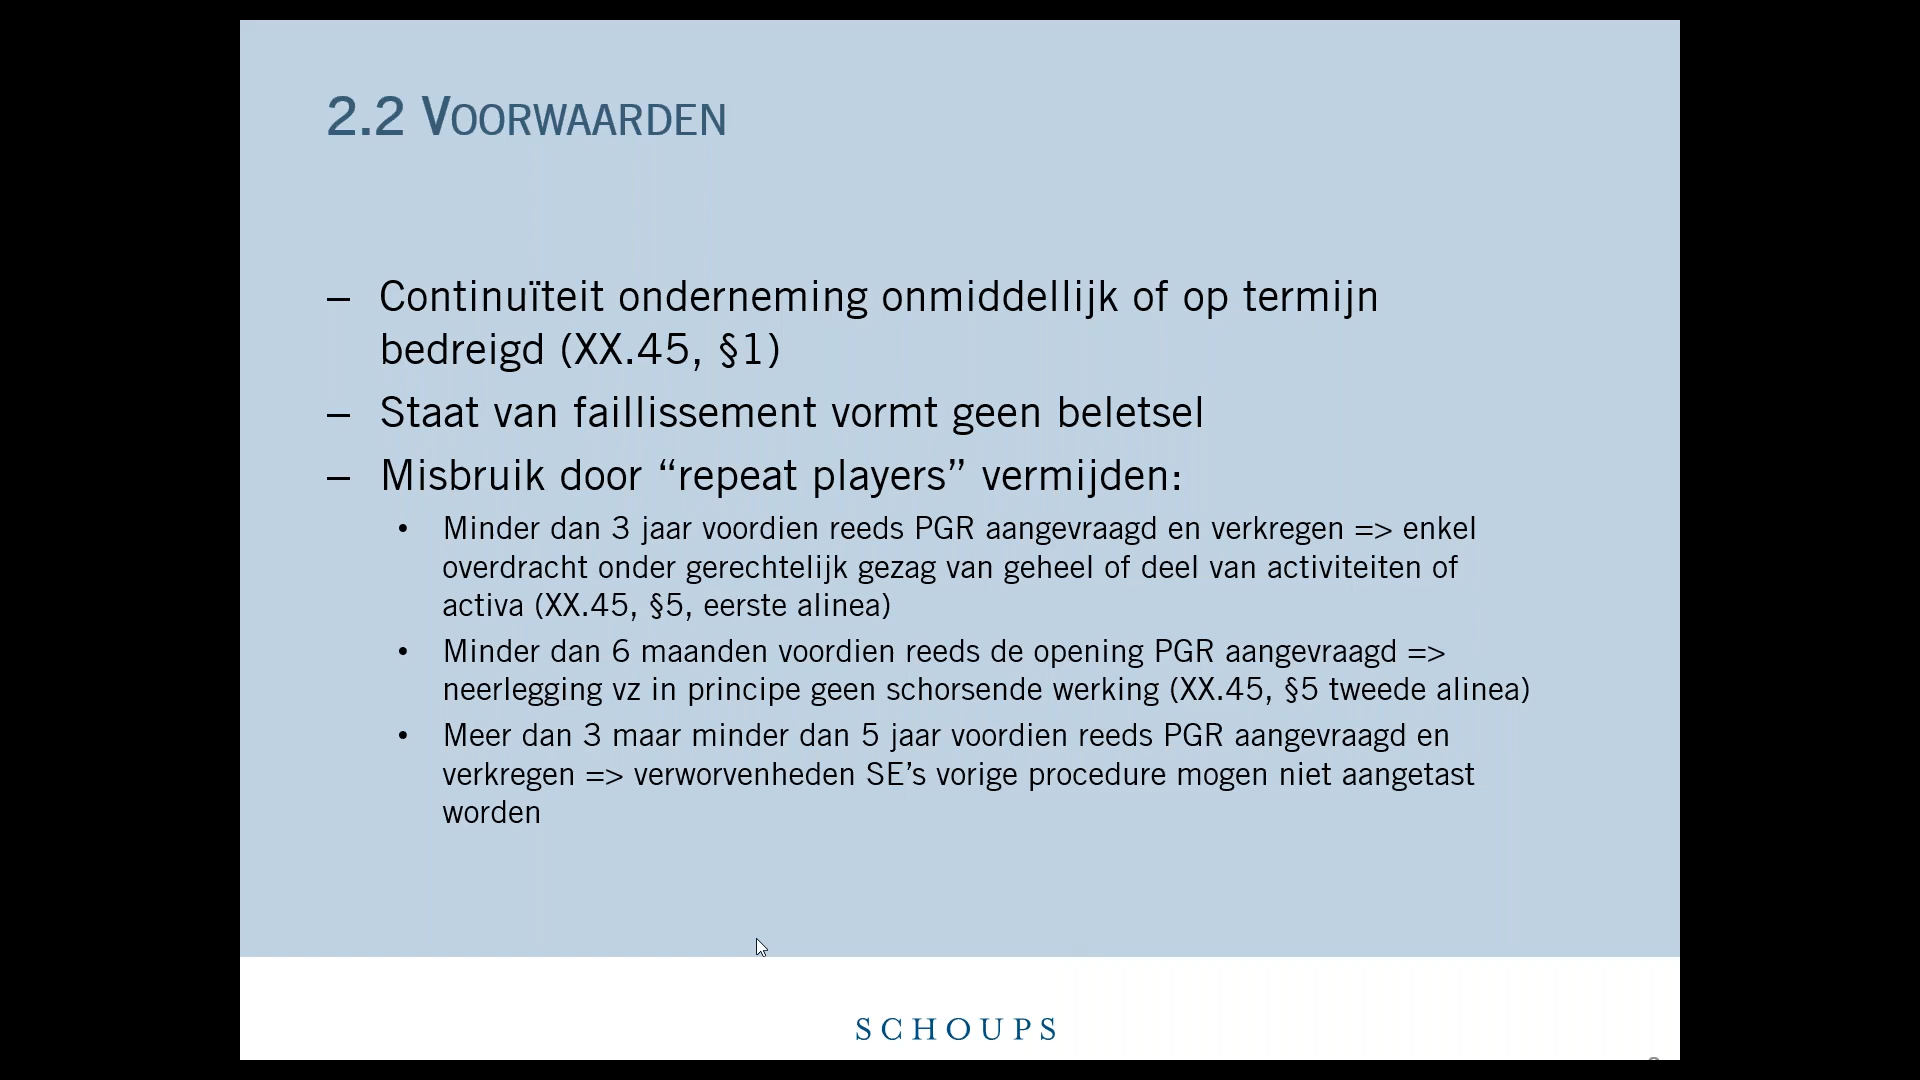 2.2 VOORWAARDEN
– Continuïteit onderneming onmiddellijk of op termijn
bedreigd (XX.45, §1)
– Staat van faillissement vormt geen beletsel
– Misbruik door “repeat players” vermijden:
• Minder dan 3 jaar voordien reeds PGR aangevraagd en verkregen => enkel
overdracht onder gerechtelijk gezag van geheel of deel van activiteiten of
activa (XX.45, §5, eerste alinea)
• Minder dan 6 maanden voordien reeds de opening PGR aangevraagd =>
neerlegging vz in principe geen schorsende werking (XX.45, §5 tweede alinea)
• Meer dan 3 maar minder dan 5 jaar voordien reeds PGR aangevraagd en
verkregen => verworvenheden SE’s vorige procedure mogen niet aangetast
worden
SCHOUPS